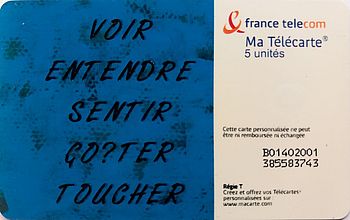 VOIR
ENTENDRE
SENTIR
GO?TER
TOUCHER
france telecom
Ma Télécarte®
5 unités
Cette carte personnalisée ne peut
être ni remboursée ni échangée
B01402001
385583743
Régie T
Créez et offrez vos Télécartes
personnalisées sur
www.macarte.com